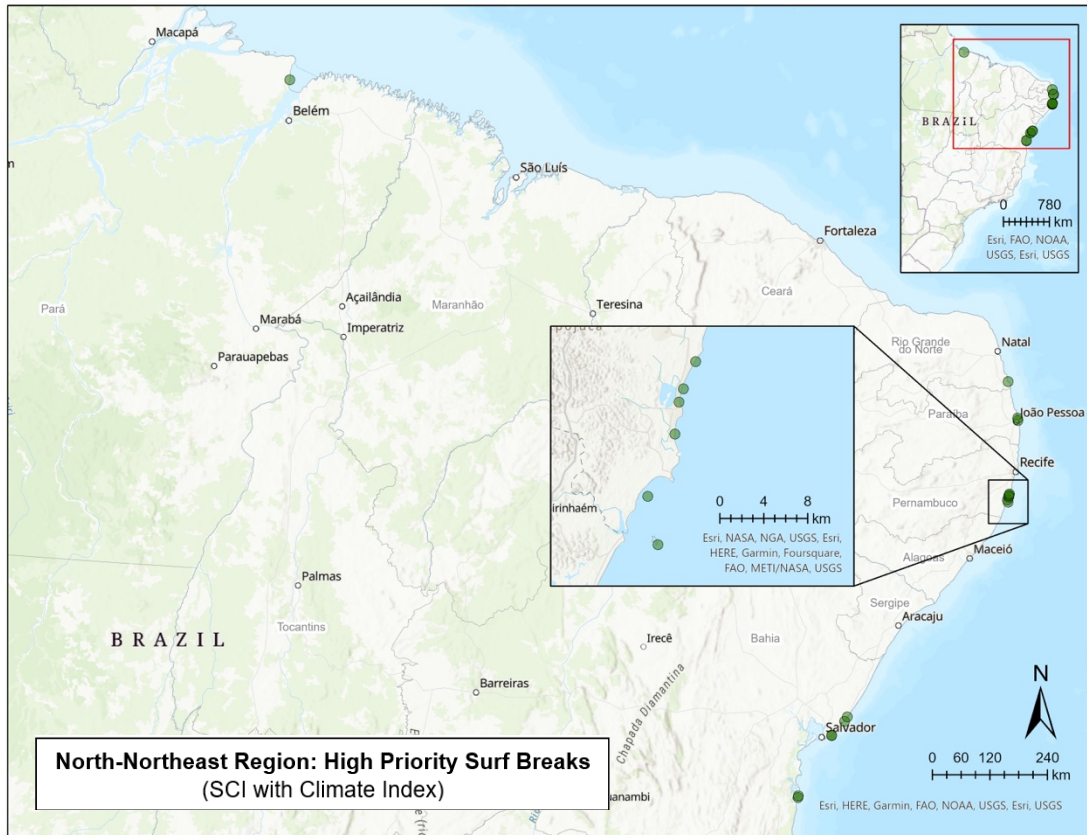 Macapá
Belém
São Luís
Fortaleza
Pará
Açailândia
Maranhão
Teresina
Ceará
Marabá
Imperatriz
Parauapebas
Rio Grande
do Norte
Natal
Paraíba
João Pessoa
Recife
Pernambuco
Alagoas
Maceió
Sergipe
Aracaju
Palmas
Tocantins
BRAZIL
Irecê
Bahia
Barreiras
Chapada Diamantina
Salvador
BRAZIL
0 780
km
Esri, FAO, NOAA,
USGS, Esri, USGS
irinhaém
0 4 8
km
Esri, NASA, NGA, USGS, Esri,
HERE, Garmin, Foursquare,
FAO, METI/NASA, USGS
N
0 60 120 240
km
Esri, HERE, Garmin, FAO, NOAA, USGS, Esri, USGS
North-Northeast Region: High Priority Surf Breaks
(SCI with Climate Index)
uanambi